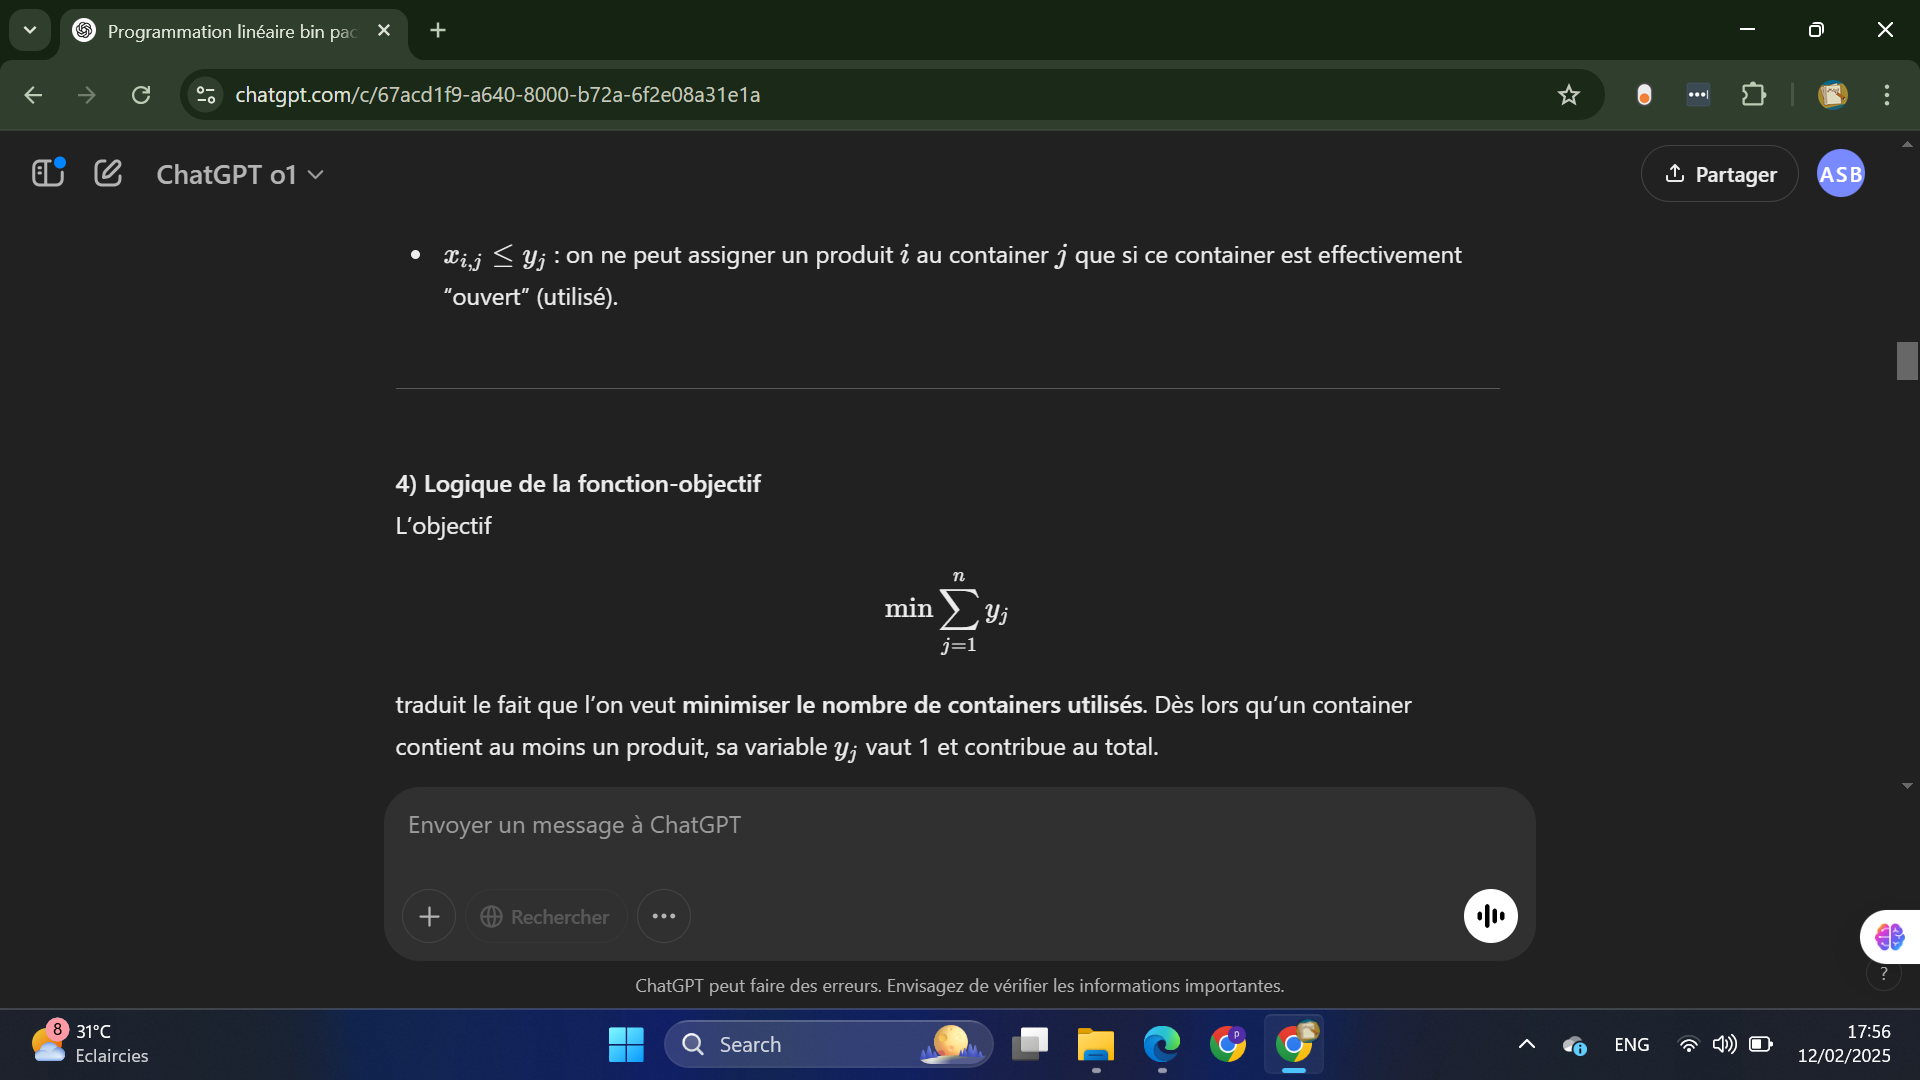 Programmation linéaire bin pac
chatgpt.com/c/67acd1f9-a640-8000-b72a-6f2e08a31e1a
ChatGPT o1
Partager
ASB
• x_{i,j} ≤ y_j : on ne peut assigner un produit i au container j que si ce container est effectivement
“ouvert” (utilisé).
4) Logique de la fonction-objectif
L’objectif
min ∑_{j=1}^{n} y_j
traduit le fait que l’on veut minimiser le nombre de containers utilisés. Dès lors qu’un container
contient au moins un produit, sa variable y_j vaut 1 et contribue au total.
Envoyer un message à ChatGPT
Rechercher
ChatGPT peut faire des erreurs. Envisagez de vérifier les informations importantes.
?
8
31°C
Eclaircies
Search
p
ENG
17:56
12/02/2025